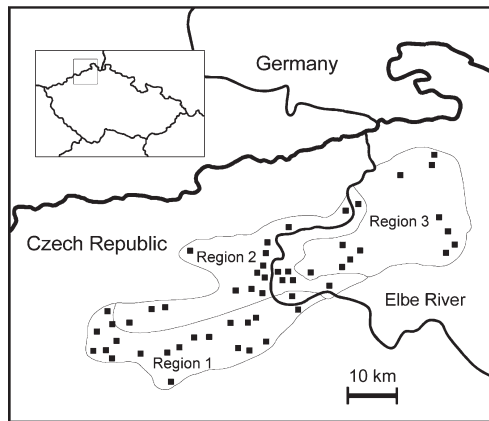 Germany
Region 3
Czech Republic
Region 2
Elbe River
Region 1
10 km